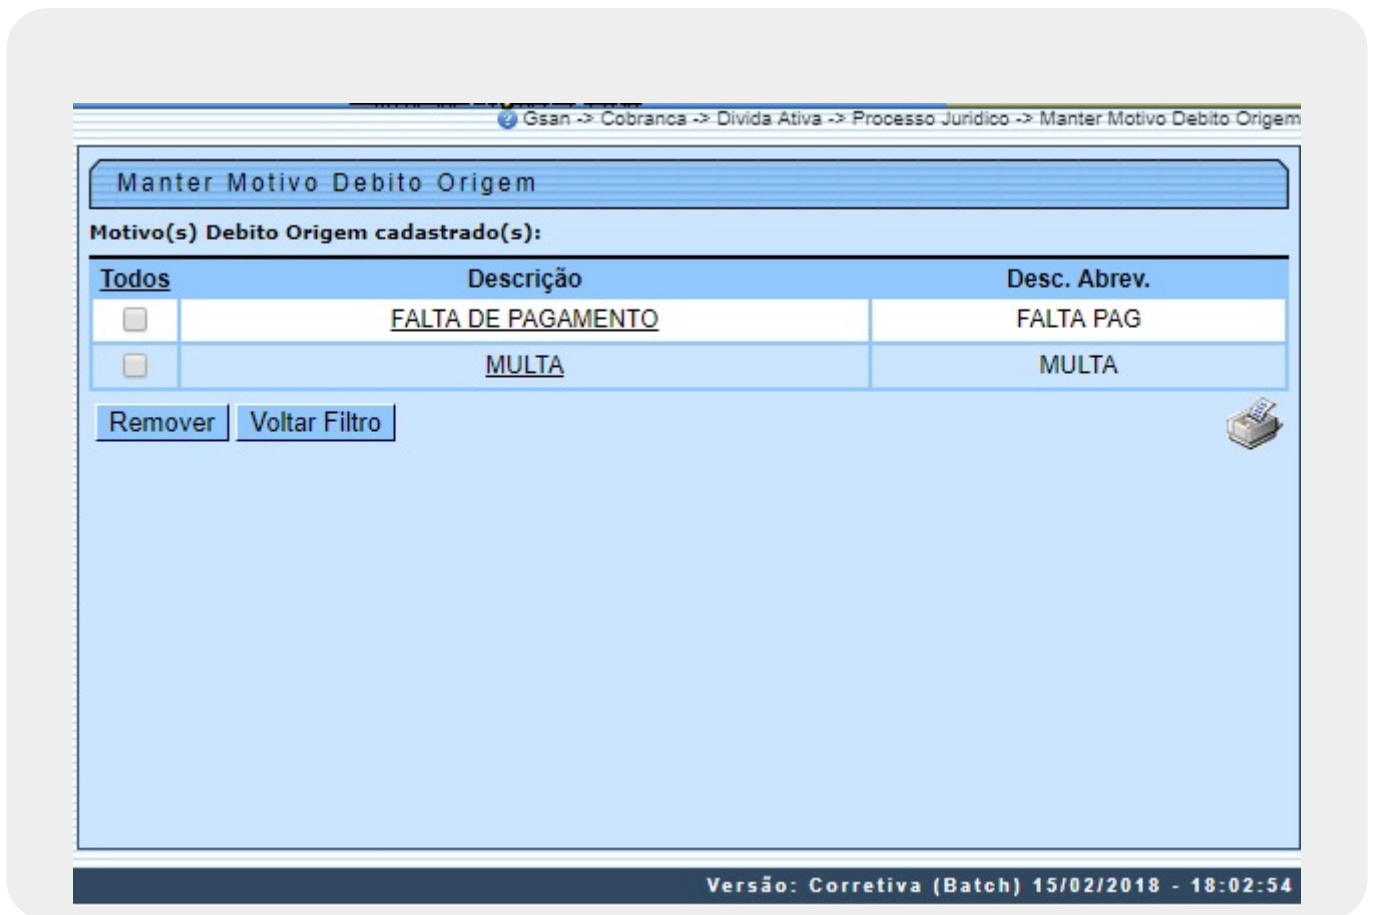 Gsan -> Cobranca -> Divida Ativa -> Processo Juridico -> Manter Motivo Debito Origem
Manter Motivo Debito Origem
Motivo(s) Debito Origem cadastrado(s):
Todos Descrição Desc. Abrev.
FALTA DE PAGAMENTO FALTA PAG
MULTA MULTA
Remover Voltar Filtro
Versão: Corretiva (Batch) 15/02/2018 - 18:02:54